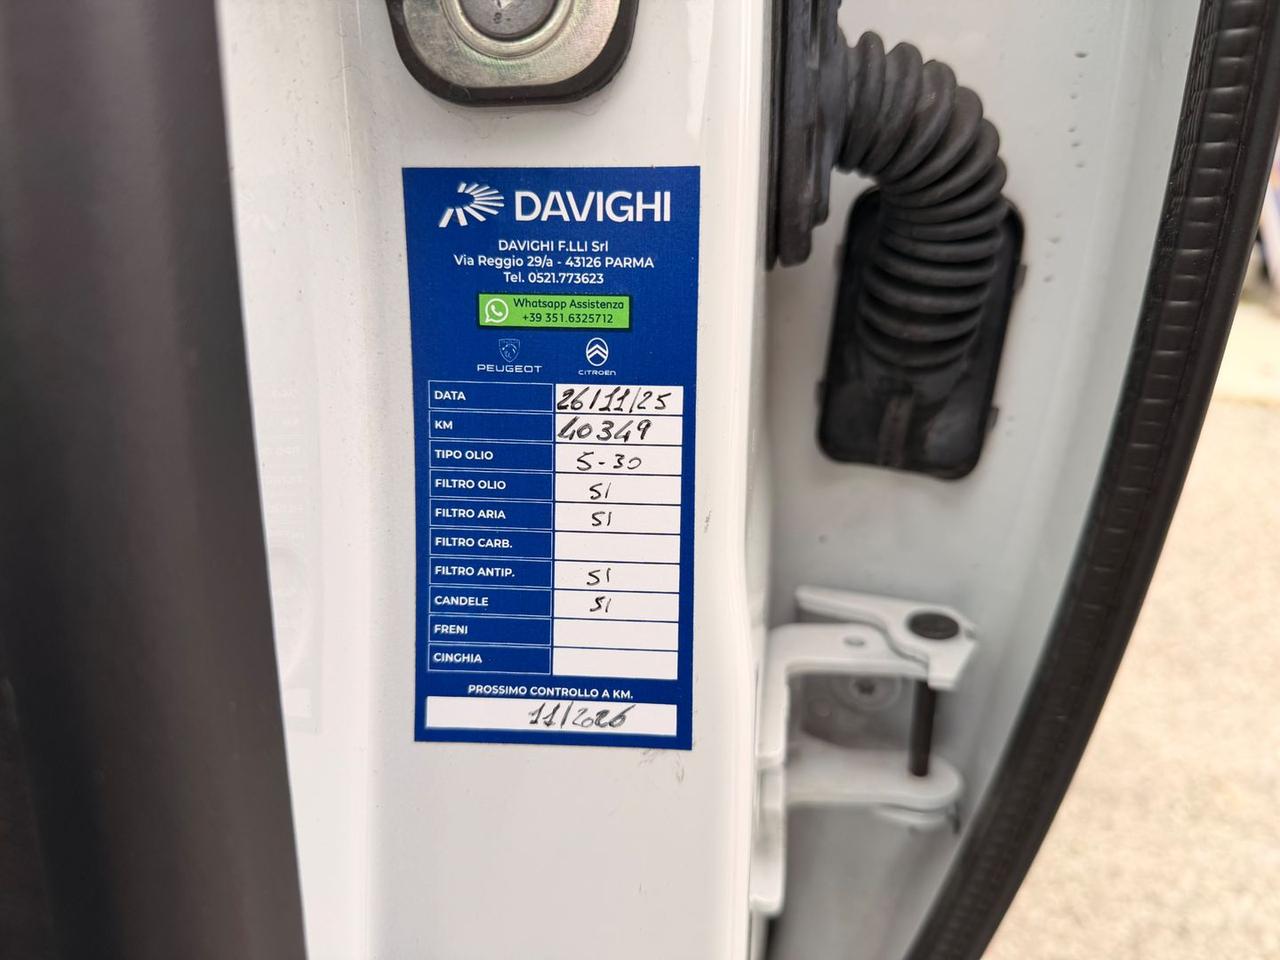 DAVIGHI
DAVIGHI F.LLI Srl
Via Reggio 29/a - 43126 PARMA
Tel. 0521.773623
Whatsapp Assistenza
+39 351.6325712
PEUGEOT CITROËN
DATA 26/11/25
KM 40349
TIPO OLIO 5-30
FILTRO OLIO SI
FILTRO ARIA SI
FILTRO CARB.
FILTRO ANTIP. SI
CANDELE SI
FRENI
CINGHIA
PROSSIMO CONTROLLO A KM.
11/2026